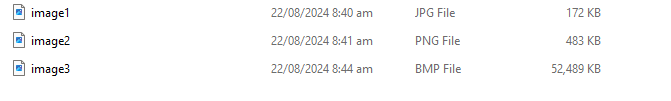 image1 22/08/2024 8:40 am JPG File 172 KB
image2 22/08/2024 8:41 am PNG File 483 KB
image3 22/08/2024 8:44 am BMP File 52,489 KB